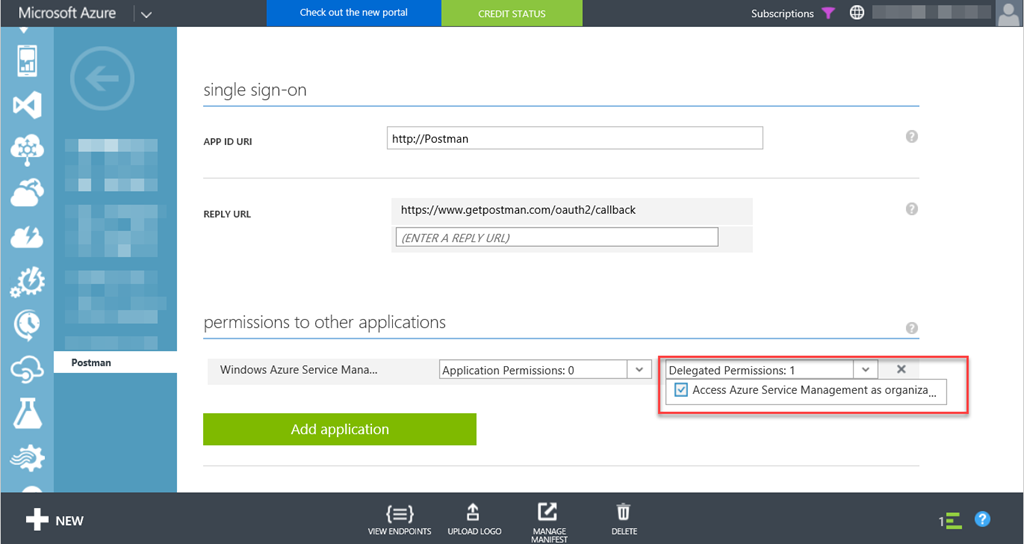 Microsoft Azure
Check out the new portal
CREDIT STATUS
Subscriptions
single sign-on
APP ID URI
http://Postman
?
REPLY URL
https://www.getpostman.com/oauth2/callback
?
(ENTER A REPLY URL)
permissions to other applications
?
Postman
Windows Azure Service Mana...
Application Permissions: 0
Delegated Permissions: 1
Access Azure Service Management as organiza...
Add application
NEW
VIEW ENDPOINTS
UPLOAD LOGO
MANAGE
MANIFEST
DELETE
1
?